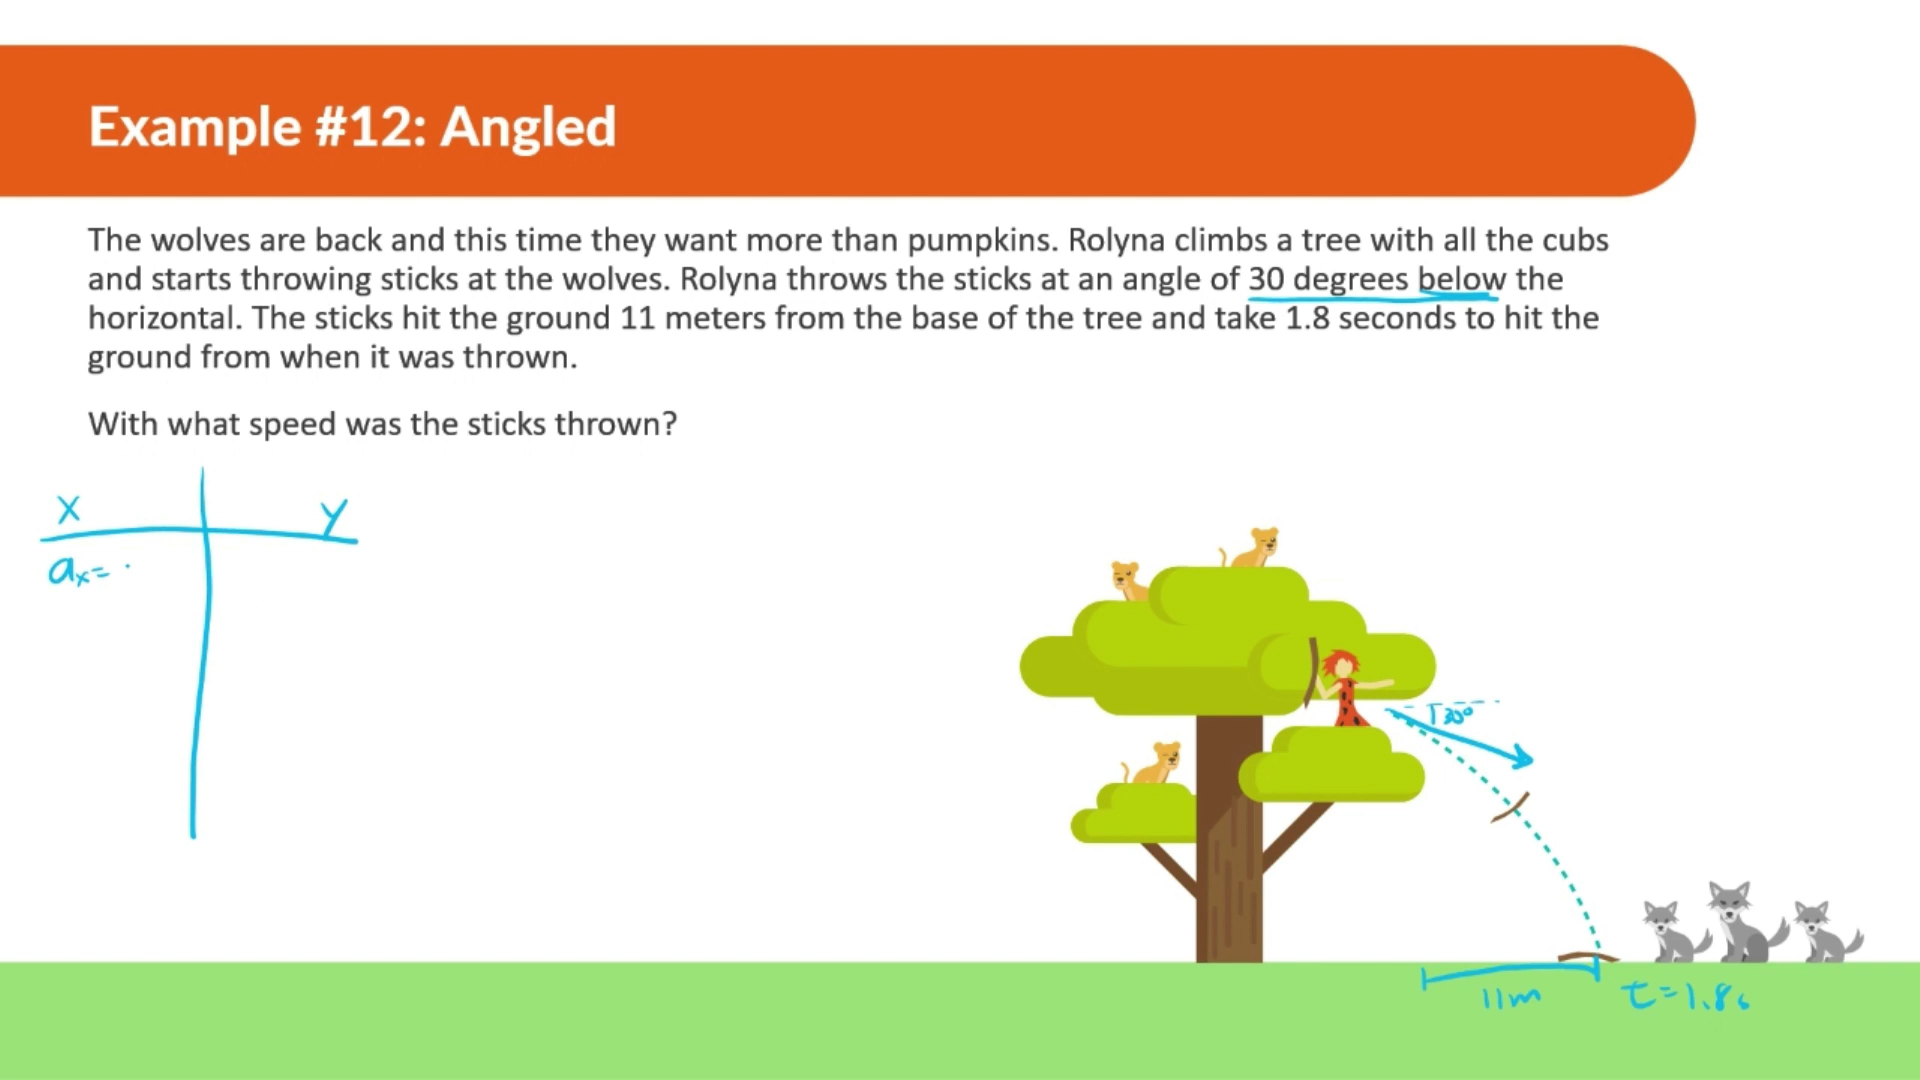 Example #12: Angled
The wolves are back and this time they want more than pumpkins. Rolyna climbs a tree with all the cubs
and starts throwing sticks at the wolves. Rolyna throws the sticks at an angle of 30 degrees below the
horizontal. The sticks hit the ground 11 meters from the base of the tree and take 1.8 seconds to hit the
ground from when it was thrown.
With what speed was the sticks thrown?
x y
ax=
30°
11m t=1.8s